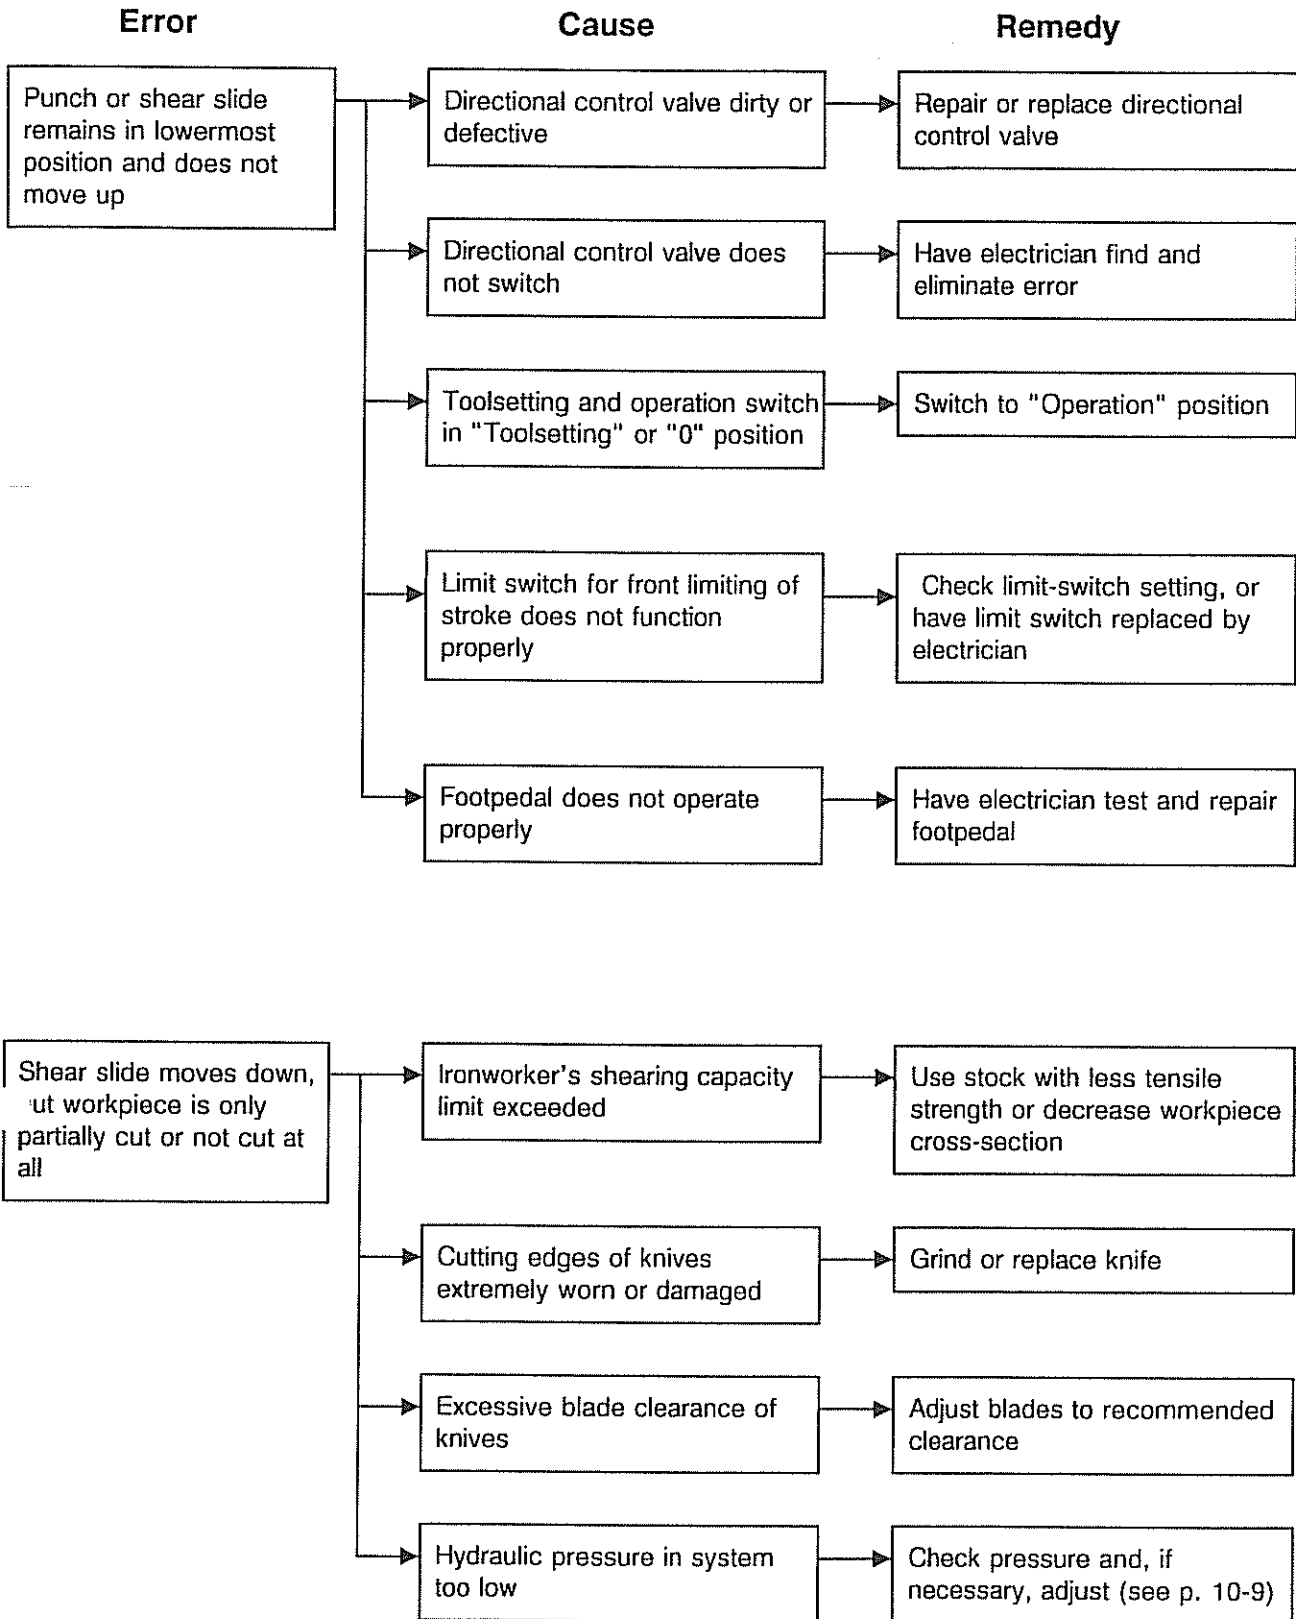 Error
Cause
Remedy
Punch or shear slide
remains in lowermost
position and does not
move up
Directional control valve dirty or
defective
Repair or replace directional
control valve
Directional control valve does
not switch
Have electrician find and
eliminate error
Toolsetting and operation switch
in "Toolsetting" or "0" position
Switch to "Operation" position
Limit switch for front limiting of
stroke does not function
properly
Check limit-switch setting, or
have limit switch replaced by
electrician
Footpedal does not operate
properly
Have electrician test and repair
footpedal
Shear slide moves down,
ut workpiece is only
partially cut or not cut at
all
Ironworker's shearing capacity
limit exceeded
Use stock with less tensile
strength or decrease workpiece
cross-section
Cutting edges of knives
extremely worn or damaged
Grind or replace knife
Excessive blade clearance of
knives
Adjust blades to recommended
clearance
Hydraulic pressure in system
too low
Check pressure and, if
necessary, adjust (see p. 10-9)